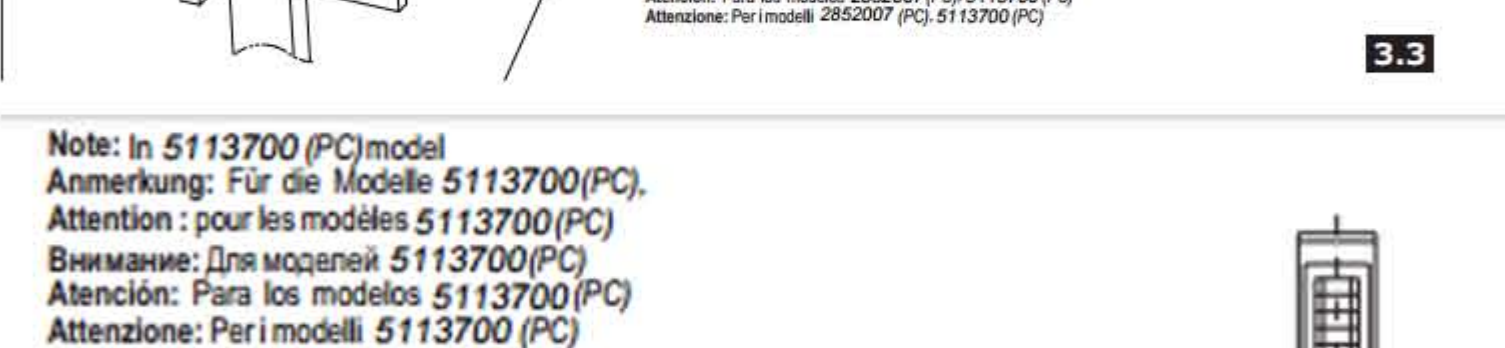 Attenzione: Per i modelli 2852007 (PC). 5113700 (PC)
3.3
Note: In 5113700 (PC) model
Anmerkung: Für die Modelle 5113700(PC).
Attention : pour les modèles 5113700(PC)
Внимание: Для моделей 5113700(PC)
Atención: Para los modelos 5113700(PC)
Attenzione: Per i modelli 5113700 (PC)